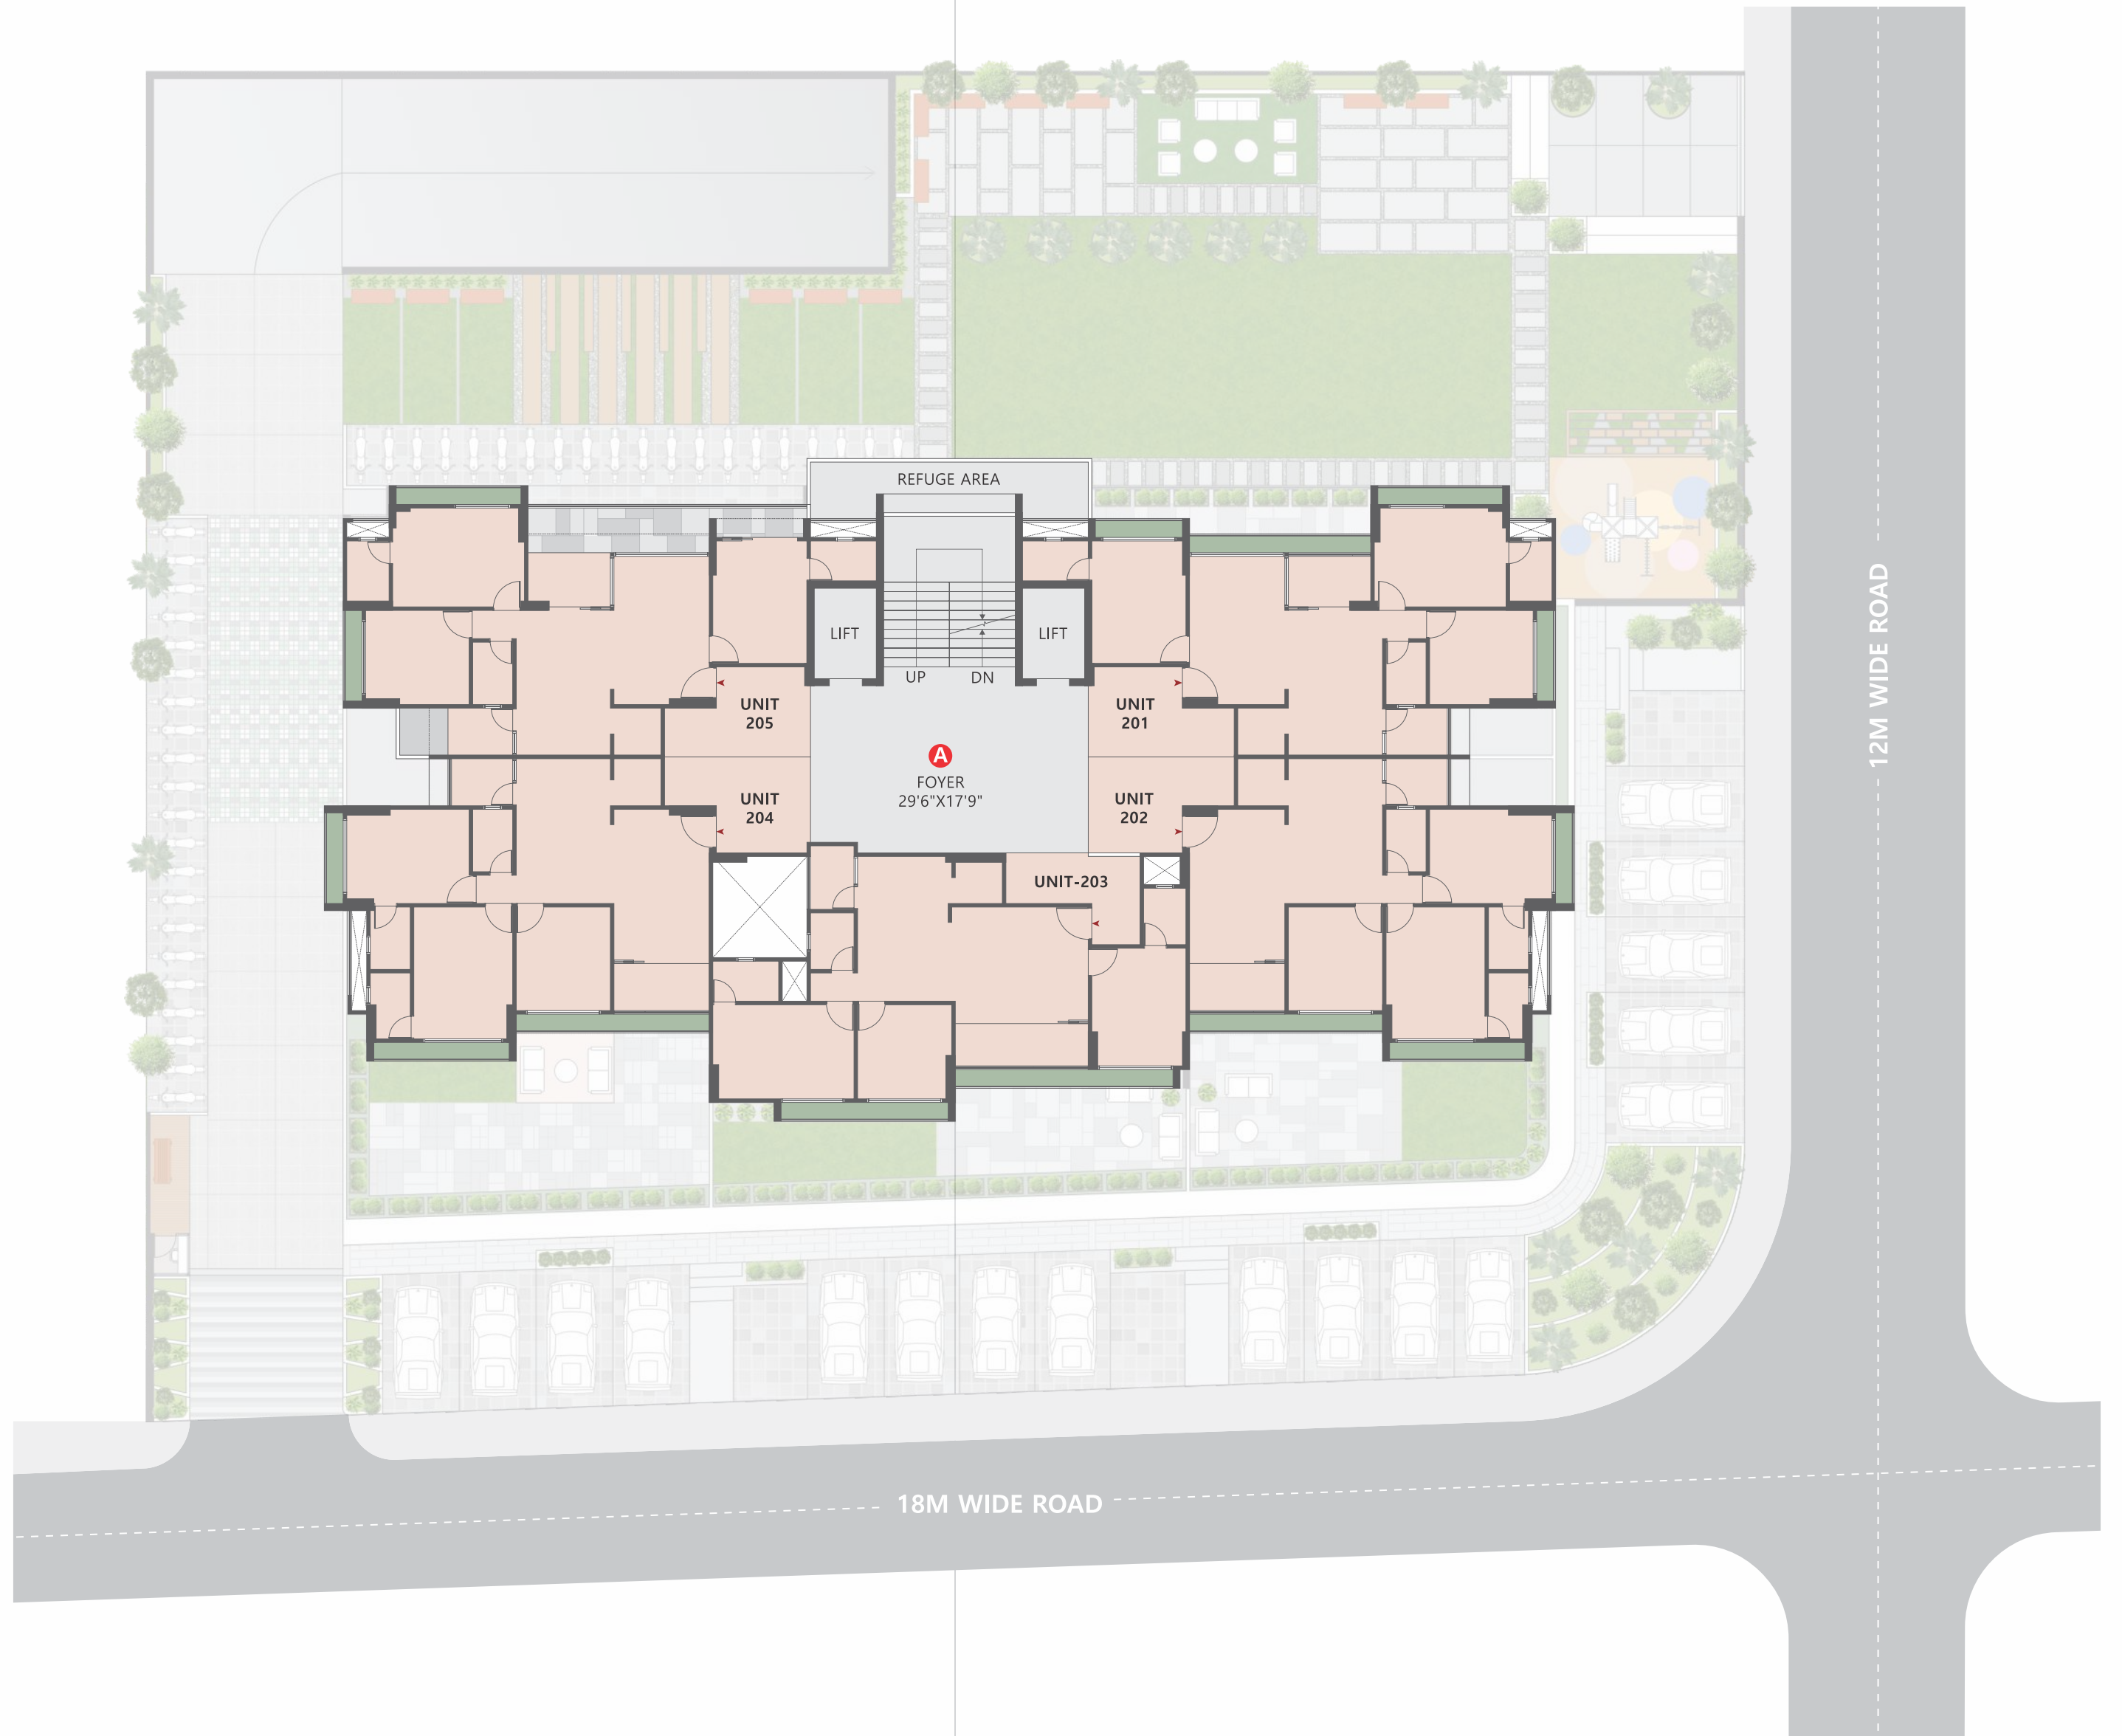 REFUGE AREA
LIFT
LIFT
UP
DN
12M WIDE ROAD
UNIT
205
UNIT
201
A
FOYER
29'6"X17'9"
UNIT
204
UNIT
202
UNIT-203
18M WIDE ROAD